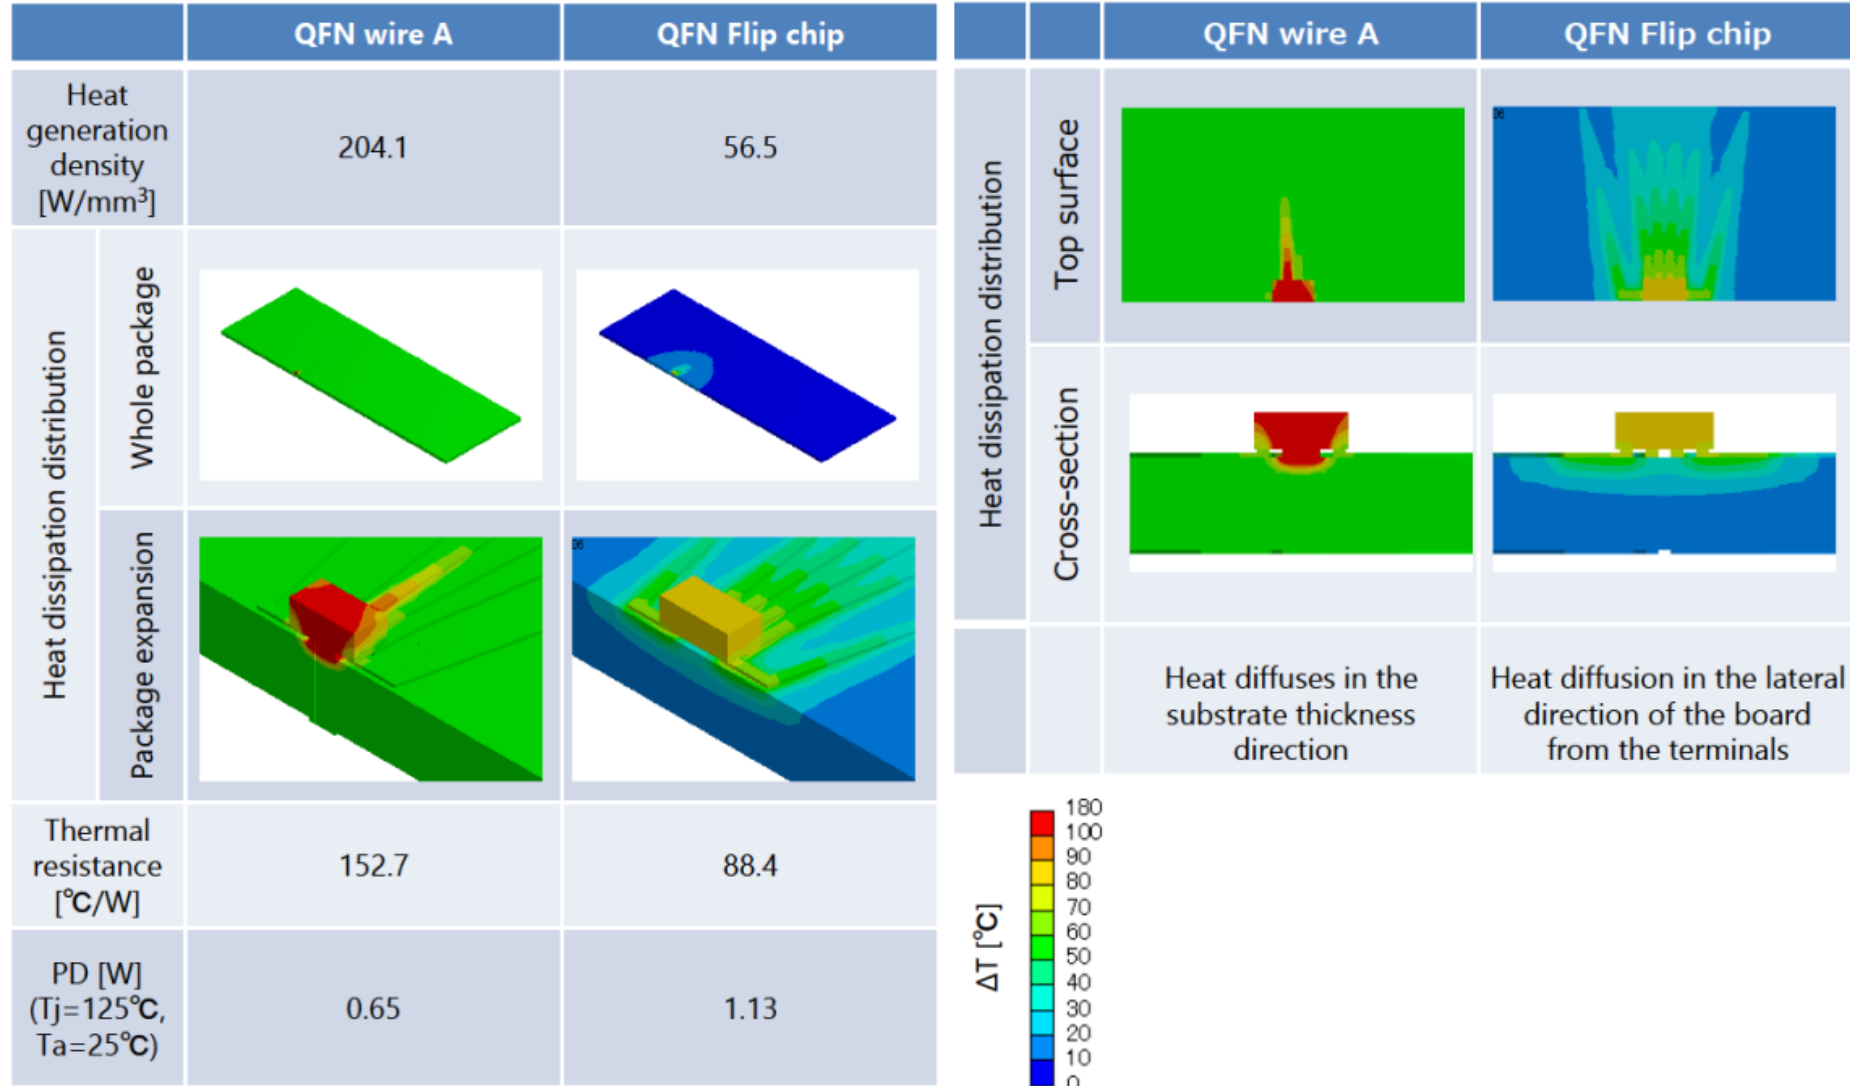 QFN wire A
QFN Flip chip
Heat
generation
density
[W/mm³]
204.1
56.5
Heat dissipation distribution
Whole package
Package expansion
Thermal
resistance
[℃/W]
152.7
88.4
PD [W]
(Tj=125℃,
Ta=25℃)
0.65
1.13
QFN wire A
QFN Flip chip
Heat dissipation distribution
Top surface
Cross-section
Heat diffuses in the
substrate thickness
direction
Heat diffusion in the lateral
direction of the board
from the terminals
ΔT [℃]
180
100
90
80
70
60
50
40
30
20
10
0